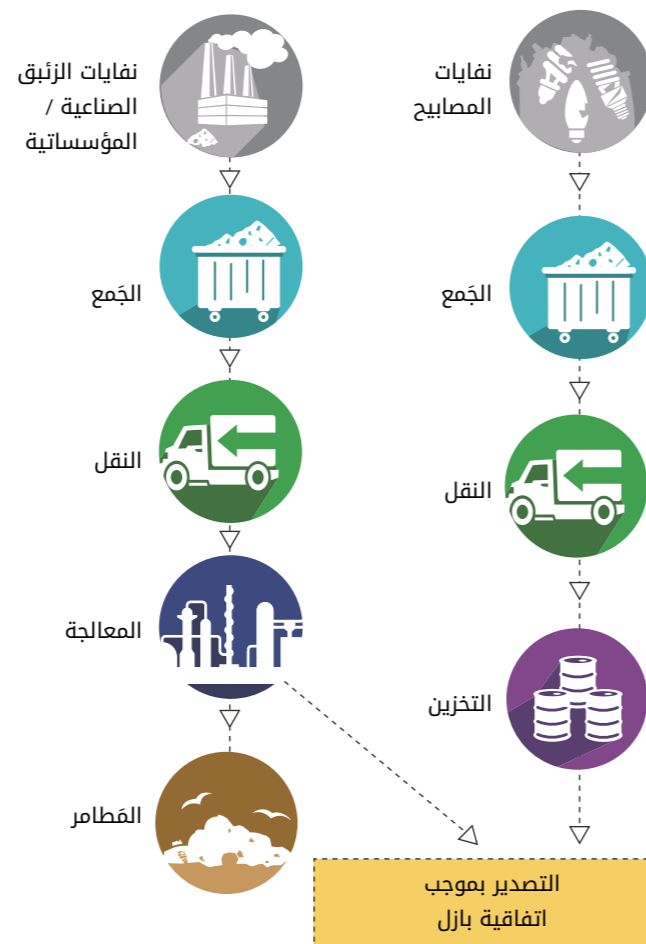 نفايات
المصابيح
الجَمع
النقل
التخزين
نفايات الزئبق
الصناعية /
المؤسساتية
الجَمع
النقل
المعالجة
المَطامر
التصدير بموجب
اتفاقية بازل